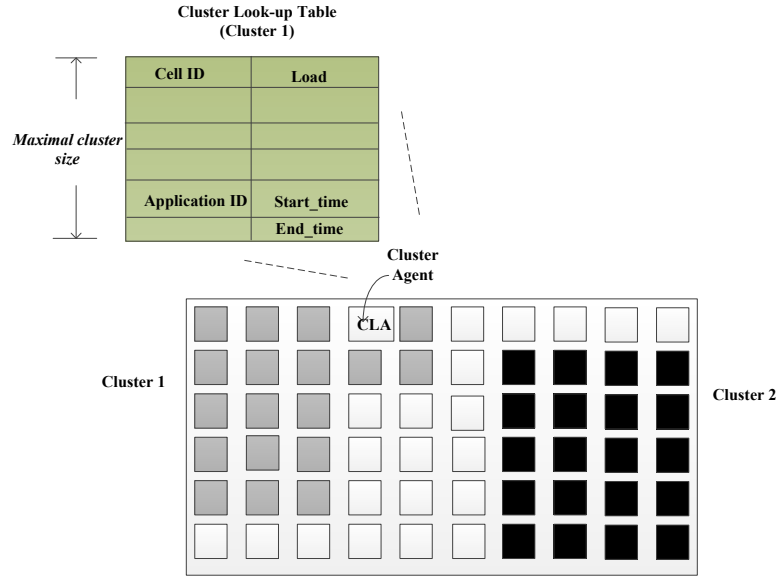 Cluster Look-up Table
(Cluster 1)
Cell ID Load
Maximal cluster
size
Application ID Start_time
End_time
Cluster
Agent
CLA
Cluster 1
Cluster 2